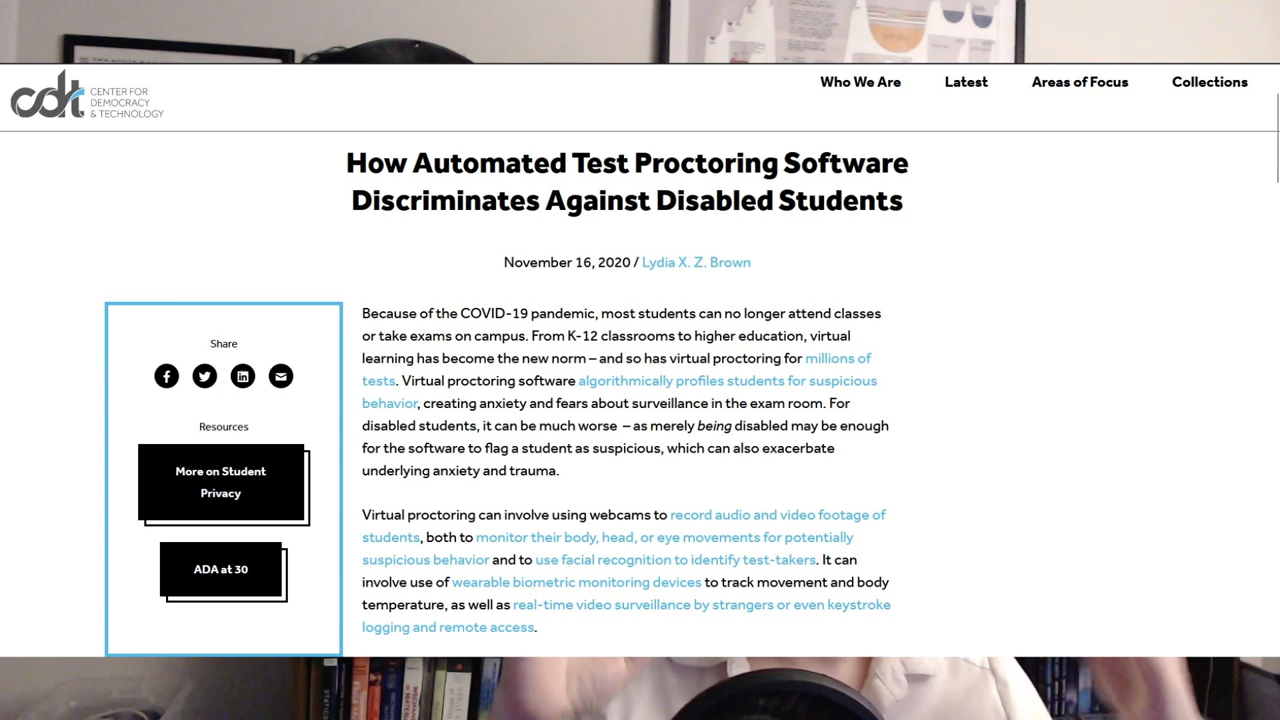 CENTER FOR
DEMOCRACY
& TECHNOLOGY
Who We Are
Latest
Areas of Focus
Collections
How Automated Test Proctoring Software
Discriminates Against Disabled Students
November 16, 2020 / Lydia X. Z. Brown
Share
Resources
More on Student
Privacy
ADA at 30
Because of the COVID-19 pandemic, most students can no longer attend classes
or take exams on campus. From K-12 classrooms to higher education, virtual
learning has become the new norm – and so has virtual proctoring for millions of
tests. Virtual proctoring software algorithmically profiles students for suspicious
behavior, creating anxiety and fears about surveillance in the exam room. For
disabled students, it can be much worse – as merely being disabled may be enough
for the software to flag a student as suspicious, which can also exacerbate
underlying anxiety and trauma.
Virtual proctoring can involve using webcams to record audio and video footage of
students, both to monitor their body, head, or eye movements for potentially
suspicious behavior and to use facial recognition to identify test-takers. It can
involve use of wearable biometric monitoring devices to track movement and body
temperature, as well as real-time video surveillance by strangers or even keystroke
logging and remote access.